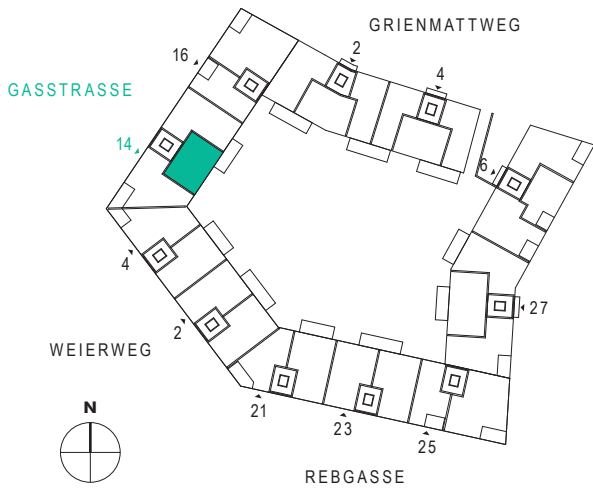 GRIENMATTWEG
16
2
4
GASSTRASSE
14
6
4
27
2
WEIERWEG
21
23
25
N
REBGASSE